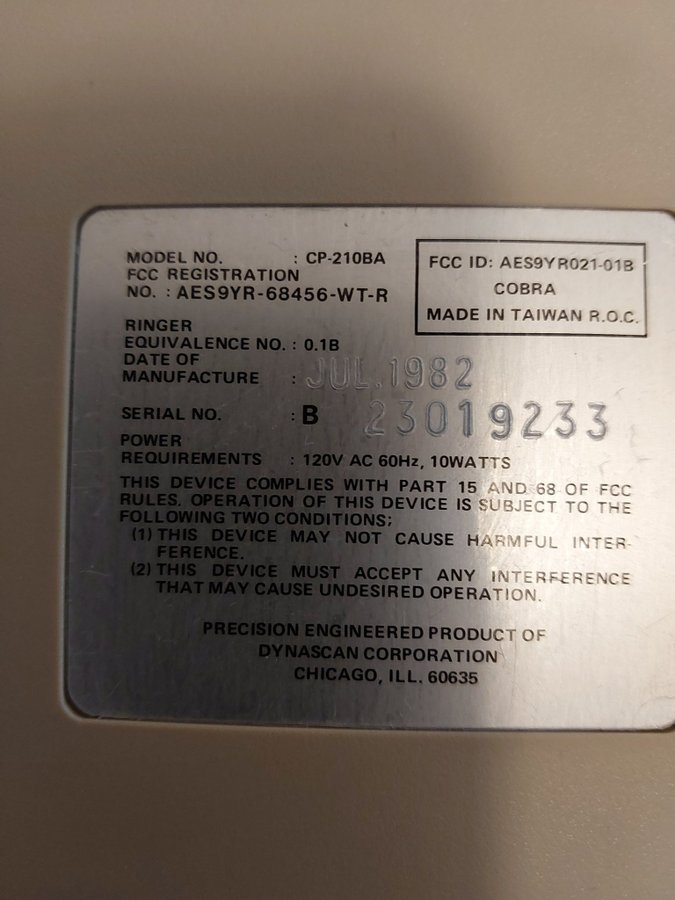 MODEL NO. : CP-210BA
FCC REGISTRATION
NO. : AES9YR-68456-WT-R
FCC ID: AES9YR021-01B
COBRA
MADE IN TAIWAN R.O.C.
RINGER
EQUIVALENCE NO. : 0.1B
DATE OF
MANUFACTURE : JUL.1982
SERIAL NO. : B 23019233
POWER
REQUIREMENTS : 120V AC 60Hz, 10WATTS
THIS DEVICE COMPLIES WITH PART 15 AND 68 OF FCC
RULES. OPERATION OF THIS DEVICE IS SUBJECT TO THE
FOLLOWING TWO CONDITIONS:
(1) THIS DEVICE MAY NOT CAUSE HARMFUL INTER-
FERENCE.
(2) THIS DEVICE MUST ACCEPT ANY INTERFERENCE
THAT MAY CAUSE UNDESIRED OPERATION.
PRECISION ENGINEERED PRODUCT OF
DYNASCAN CORPORATION
CHICAGO, ILL. 60635